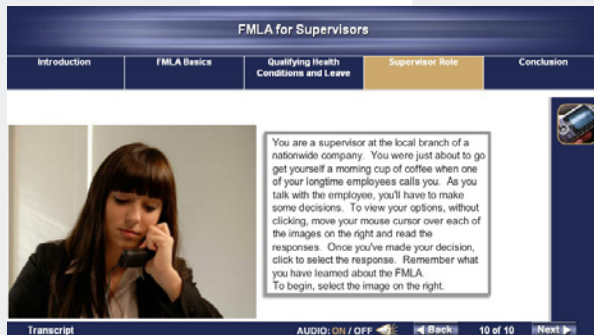 FMLA for Supervisors
Introduction
FMLA Basics
Qualifying Health
Conditions and Leave
Supervisor Role
Conclusion
You are a supervisor at the local branch of a
nationwide company. You were just about to go
get yourself a morning cup of coffee when one
of your longtime employees calls you. As you
talk with the employee, you'll have to make
some decisions. To view your options, without
clicking, move your mouse cursor over each of
the images on the right and read the
responses. Once you've made your decision,
click to select the response. Remember what
you have learned about the FMLA.
To begin, select the image on the right.
Transcript
AUDIO: ON / OFF
Back
10 of 10
Next